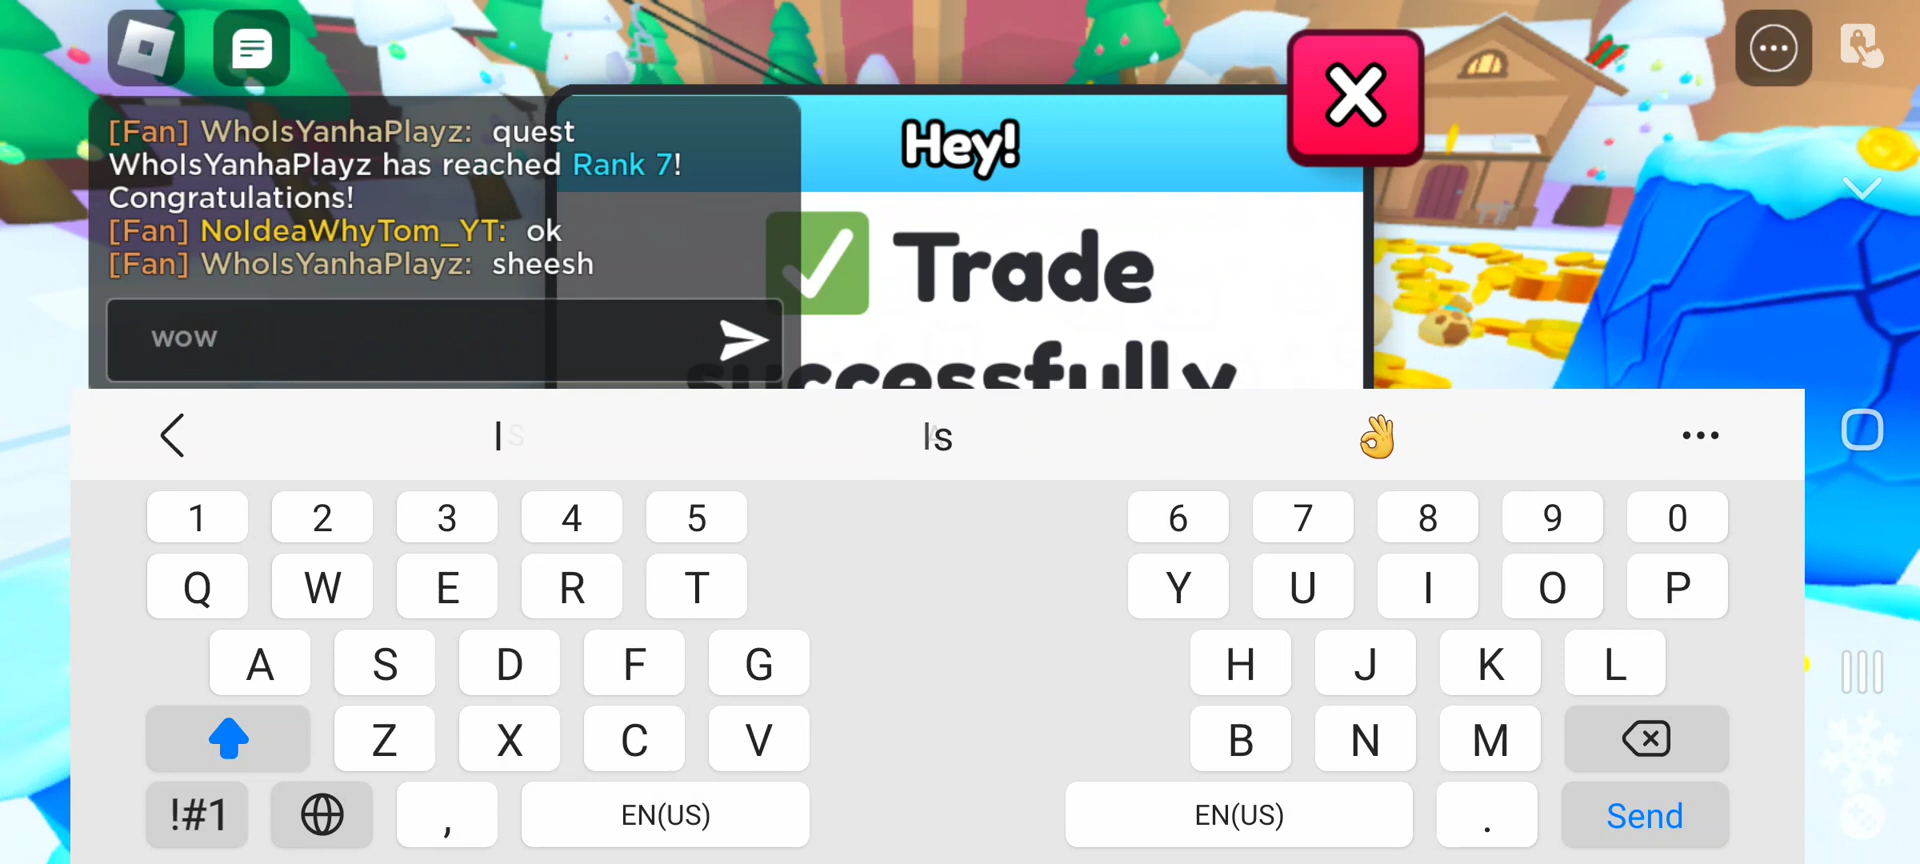 [Fan] WhoIsYanhaPlayz: quest
WhoIsYanhaPlayz has reached Rank 7!
Congratulations!
[Fan] NoIdeaWhyTom_YT: ok
[Fan] WhoIsYanhaPlayz: sheesh
wow
Hey!
✅ Trade
successfully
I
Is
👌
1 2 3 4 5 6 7 8 9 0
Q W E R T Y U I O P
A S D F G H J K L
Z X C V B N M
!#1 , EN(US) EN(US) . Send